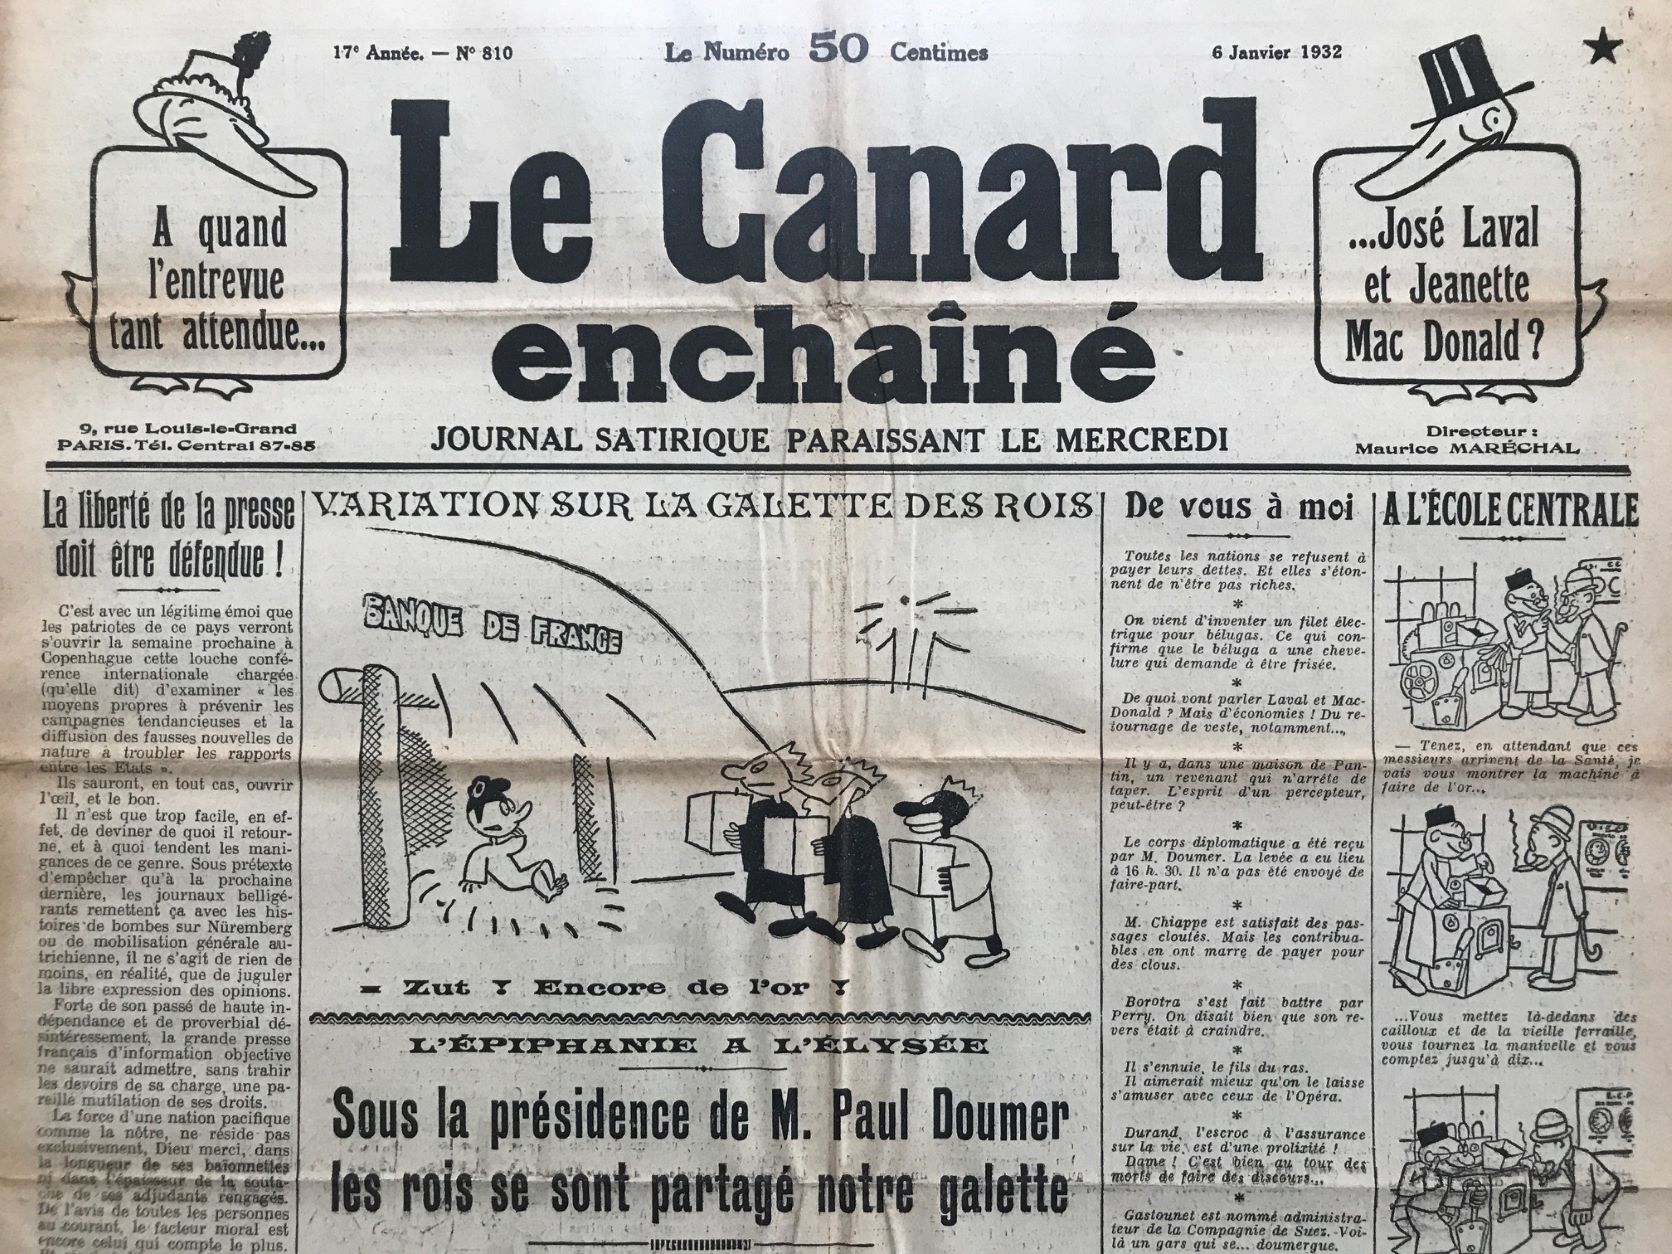 17e Année. — No 810
Le Numéro 50 Centimes
6 Janvier 1932
A quand
l'entrevue
tant attendue...
Le Canard
enchaîné
...José Laval
et Jeanette
Mac Donald ?
9, rue Louis-le-Grand
PARIS. Tél. Central 87-85
JOURNAL SATIRIQUE PARAISSANT LE MERCREDI
Directeur :
Maurice MARÉCHAL
La liberté de la presse
doit être défendue !
C'est avec un légitime émoi que
les patriotes de ce pays verront
s'ouvrir la semaine prochaine à
Copenhague cette louche confé-
rence internationale chargée
(qu'elle dit) d'examiner « les
moyens propres à prévenir les
campagnes tendancieuses et la
diffusion des fausses nouvelles de
nature à troubler les rapports
entre les Etats ».
Ils sauront, en tout cas, ouvrir
l'œil, et le bon.
Il n'est que trop facile, en ef-
fet, de deviner de quoi il retour-
ne, et à quoi tendent les mani-
gances de ce genre. Sous prétexte
d'empêcher qu'à la prochaine
dernière, les journaux belligé-
rants remettent ça avec les his-
toires de bombes sur Nüremberg
ou de mobilisation générale au-
trichienne, il ne s'agit de rien de
moins, en réalité, que de juguler
la libre expression des opinions.
Forte de son passé de haute in-
dépendance et de proverbial dé-
sintéressement, la grande presse
français d'information objective
ne saurait admettre, sans trahir
les devoirs de sa charge, une pa-
reille mutilation de ses droits.
La force d'une nation pacifique
comme la nôtre, ne réside pas
exclusivement, Dieu merci, dans
la longueur de ses baïonnettes
ni dans l'épaisseur de la souta-
che de ses adjudants rengagés.
De l'avis de toutes les personnes
au courant, le facteur moral est
encore celui qui compte le plus.
VARIATION SUR LA GALETTE DES ROIS
BANQUE DE FRANCE
= Zut ! Encore de l'or !
L'ÉPIPHANIE A L'ÉLYSÉE
Sous la présidence de M. Paul Doumer
les rois se sont partagé notre galette
De vous à moi
Toutes les nations se refusent à
payer leurs dettes. Et elles s'éton-
nent de n'être pas riches.
*
On vient d'inventer un filet élec-
trique pour bélugas. Ce qui con-
firme que le béluga a une cheve-
lure qui demande à être frisée.
*
De quoi vont parler Laval et Mac-
Donald ? Mais d'économies ! Du re-
tournage de veste, notamment...
*
Il y a, dans une maison de Pan-
tin, un revenant qui n'arrête de
taper. L'esprit d'un percepteur,
peut-être ?
*
Le corps diplomatique a été reçu
par M. Doumer. La levée a eu lieu
à 16 h. 30. Il n'a pas été envoyé de
faire-part.
*
M. Chiappe est satisfait des pas-
sages cloutés. Mais les contribua-
bles en ont marre de payer pour
des clous.
*
Borotra s'est fait battre par
Perry. On disait bien que son re-
vers était à craindre.
*
Il s'ennuie, le fils du ras.
Il aimerait mieux qu'on le laisse
s'amuser avec ceux de l'Opéra.
*
Durand, l'escroc à l'assurance
sur la vie, est d'une prolixité !
Dame ! C'est bien au tour des
morts de faire des discours...
*
Gastounet est nommé administra-
teur de la Compagnie de Suez. Voi-
là un gars qui se... doumergue.
A L'ÉCOLE CENTRALE
— Tenez, en attendant que ces
messieurs arrivent de la Santé, je
vais vous montrer la machine à
faire de l'or...
...Vous mettez là-dedans des
cailloux et de la vieille ferraille,
vous tournez la manivelle et vous
comptez jusqu'à dix...